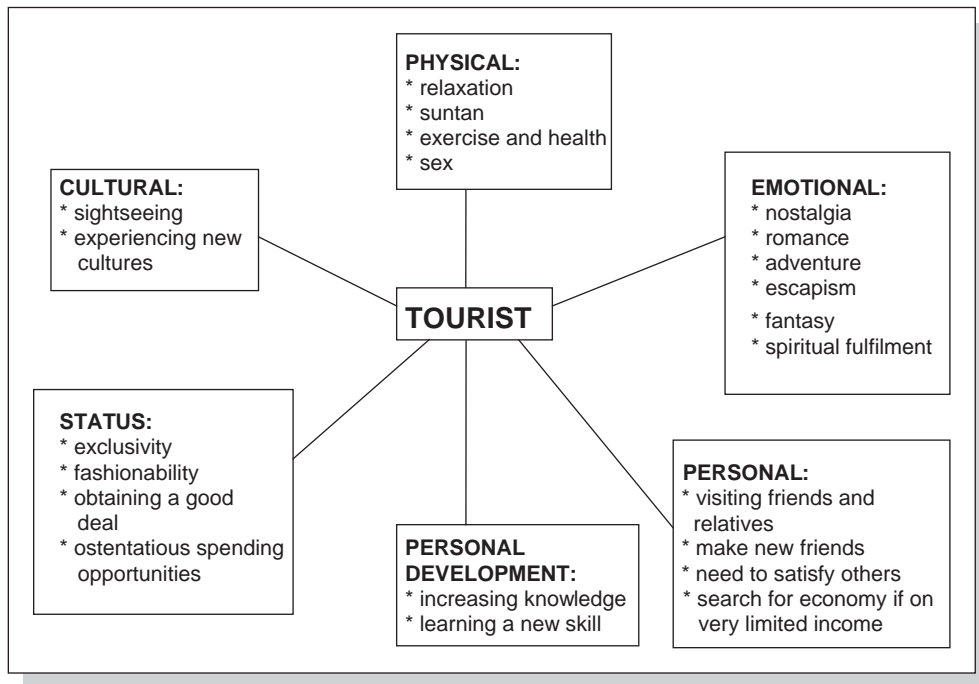 PHYSICAL:
* relaxation
* suntan
* exercise and health
* sex
CULTURAL:
* sightseeing
* experiencing new
cultures
EMOTIONAL:
* nostalgia
* romance
* adventure
* escapism
* fantasy
* spiritual fulfilment
TOURIST
STATUS:
* exclusivity
* fashionability
* obtaining a good
deal
* ostentatious spending
opportunities
PERSONAL
DEVELOPMENT:
* increasing knowledge
* learning a new skill
PERSONAL:
* visiting friends and
relatives
* make new friends
* need to satisfy others
* search for economy if on
very limited income